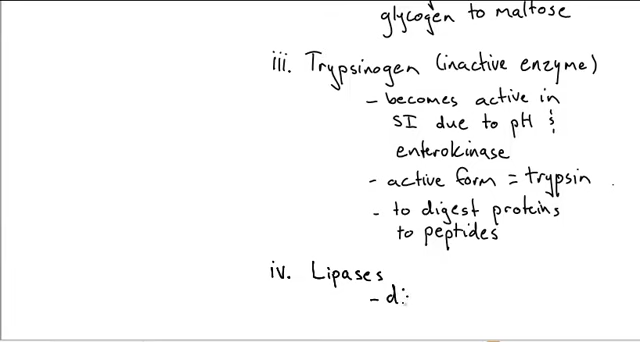 glycogen to maltose
iii. Trypsinogen (inactive enzyme)
- becomes active in
SI due to pH &
enterokinase
- active form = trypsin
- to digest proteins
to peptides
iv. Lipases
- di